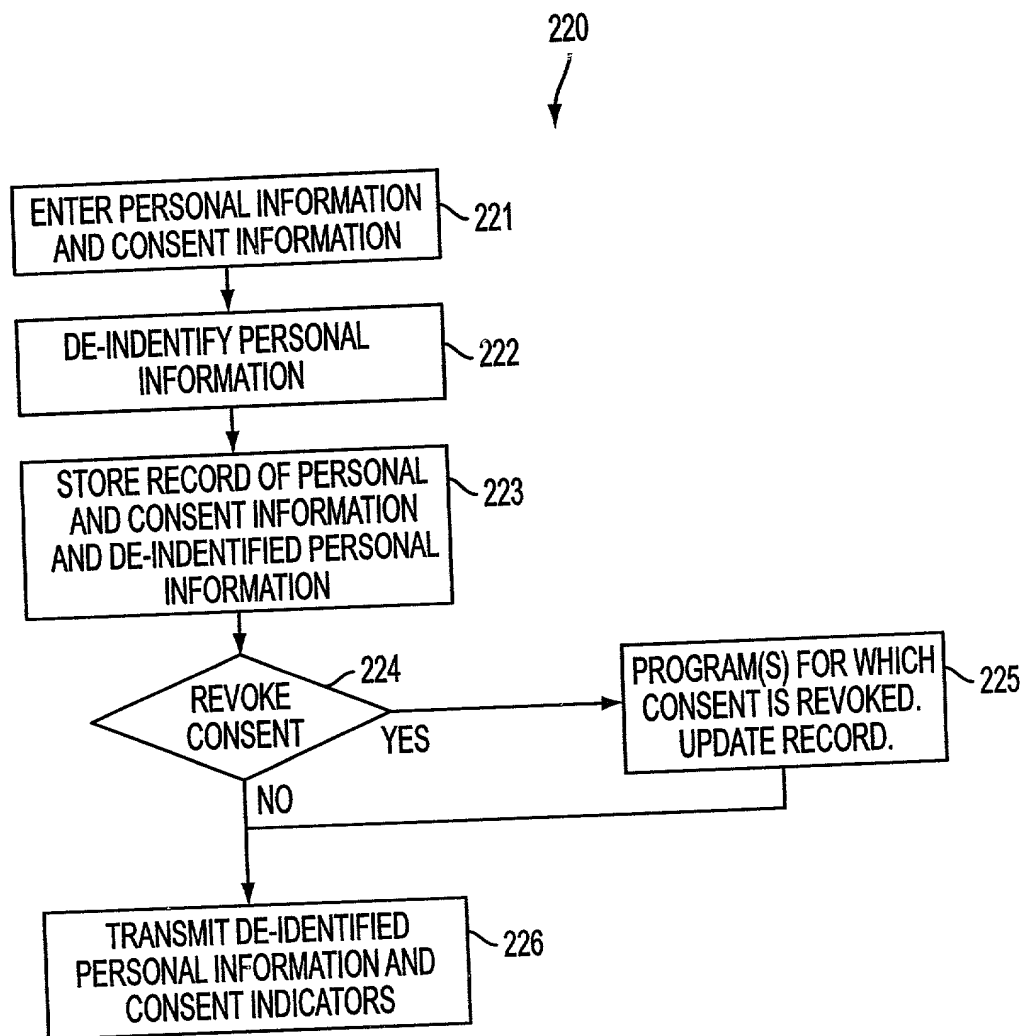 220
ENTER PERSONAL INFORMATION
AND CONSENT INFORMATION
221
DE-INDENTIFY PERSONAL
INFORMATION
222
STORE RECORD OF PERSONAL
AND CONSENT INFORMATION
AND DE-INDENTIFIED PERSONAL
INFORMATION
223
REVOKE
CONSENT
224
YES
PROGRAM(S) FOR WHICH
CONSENT IS REVOKED.
UPDATE RECORD.
225
NO
TRANSMIT DE-IDENTIFIED
PERSONAL INFORMATION AND
CONSENT INDICATORS
226